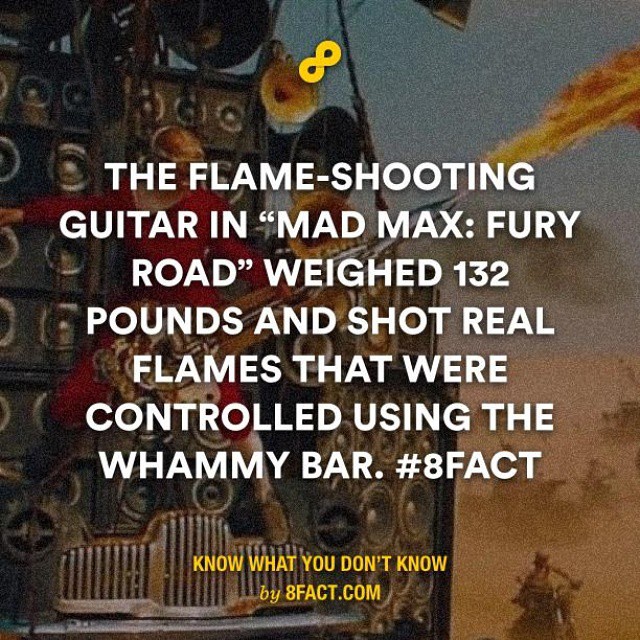 THE FLAME-SHOOTING
GUITAR IN “MAD MAX: FURY
ROAD” WEIGHED 132
POUNDS AND SHOT REAL
FLAMES THAT WERE
CONTROLLED USING THE
WHAMMY BAR. #8FACT
KNOW WHAT YOU DON'T KNOW
by 8FACT.COM